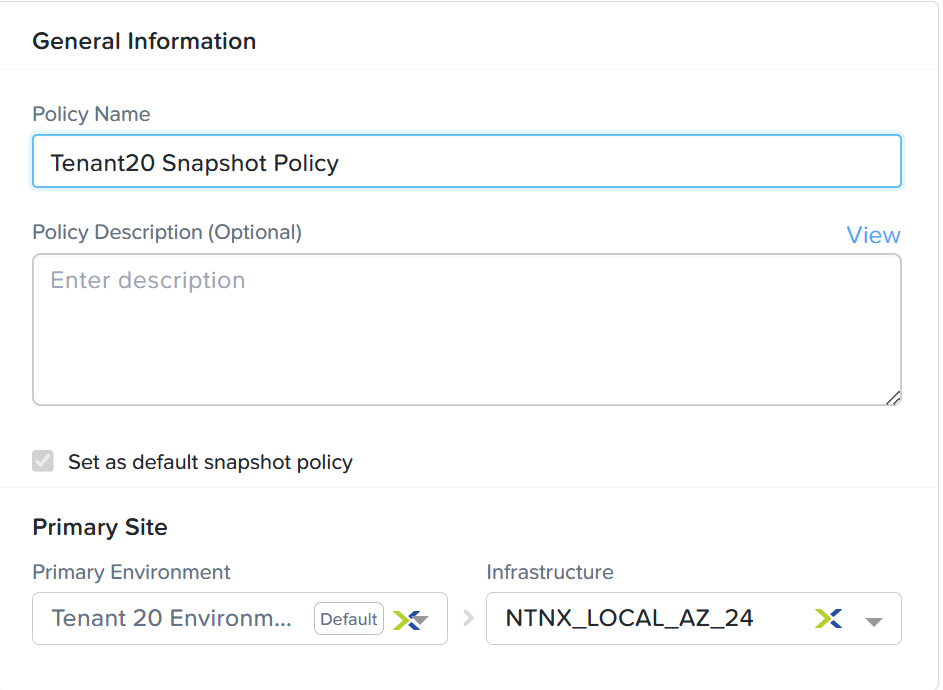 General Information
Policy Name
Tenant20 Snapshot Policy
Policy Description (Optional)
View
Enter description
Set as default snapshot policy
Primary Site
Primary Environment
Infrastructure
Tenant 20 Environm... Default
NTNX_LOCAL_AZ_24